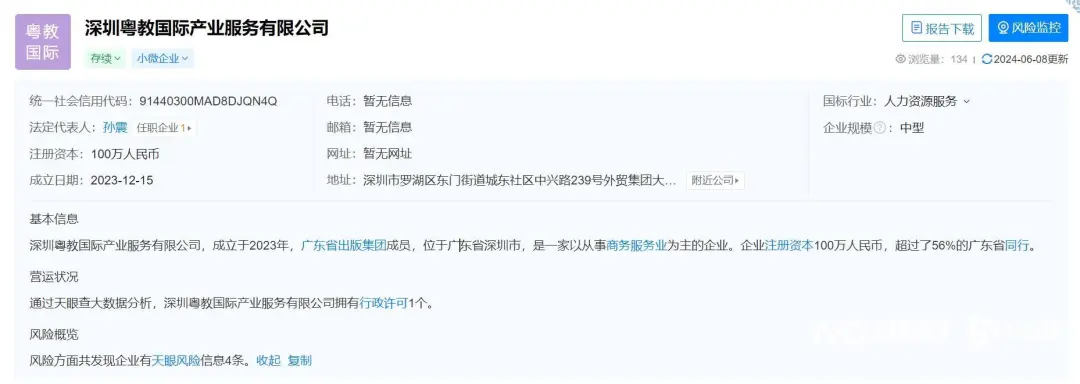 粤教
国际
深圳粤教国际产业服务有限公司
存续
小微企业
报告下载
风险监控
浏览量：134
2024-06-08更新
统一社会信用代码：91440300MAD8DJQN4Q
电话：暂无信息
国标行业：人力资源服务
法定代表人：孙震 任职企业1
邮箱：暂无信息
企业规模 ? ：中型
注册资本：100万人民币
网址：暂无网址
成立日期：2023-12-15
地址：深圳市罗湖区东门街道城东社区中兴路239号外贸集团大...
附近公司
基本信息
深圳粤教国际产业服务有限公司，成立于2023年，广东省出版集团成员，位于广东省深圳市，是一家以从事商务服务业为主的企业。企业注册资本100万人民币，超过了56%的广东省同行。
营运状况
通过天眼查大数据分析，深圳粤教国际产业服务有限公司拥有行政许可1个。
风险概览
风险方面共发现企业有天眼风险信息4条。收起 复制